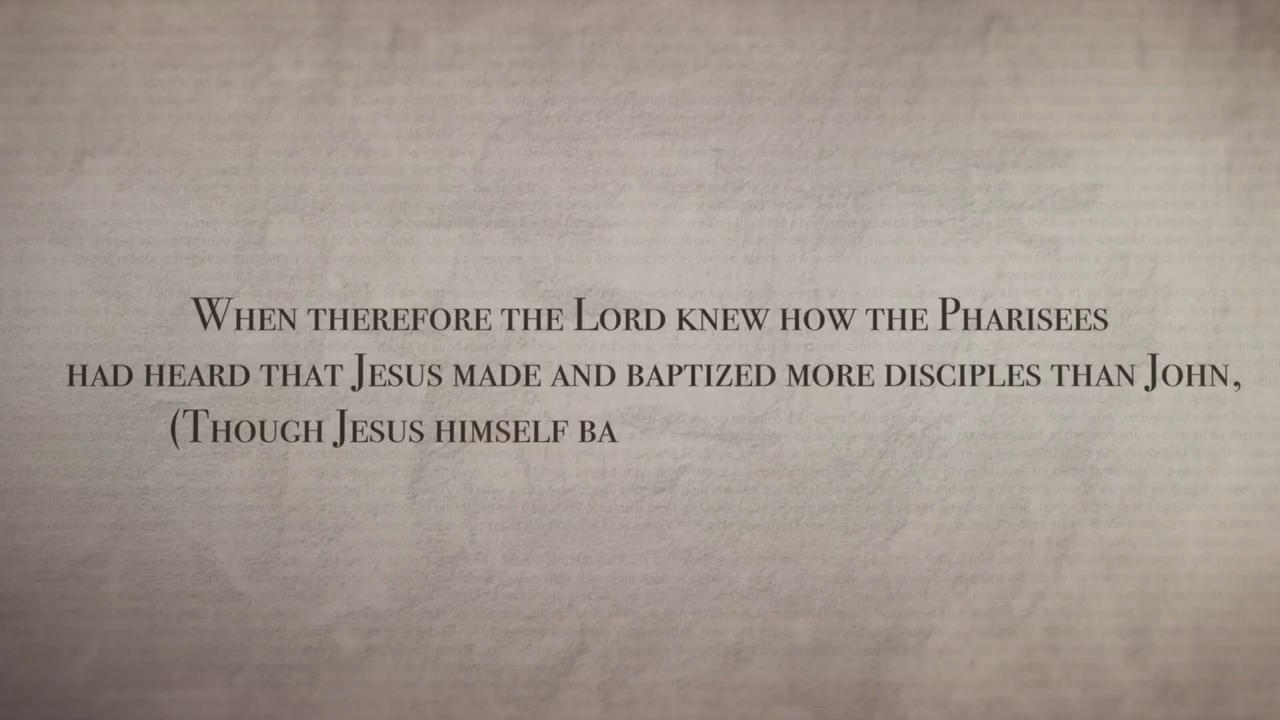 When therefore the Lord knew how the Pharisees
had heard that Jesus made and baptized more disciples than John,
(Though Jesus himself ba